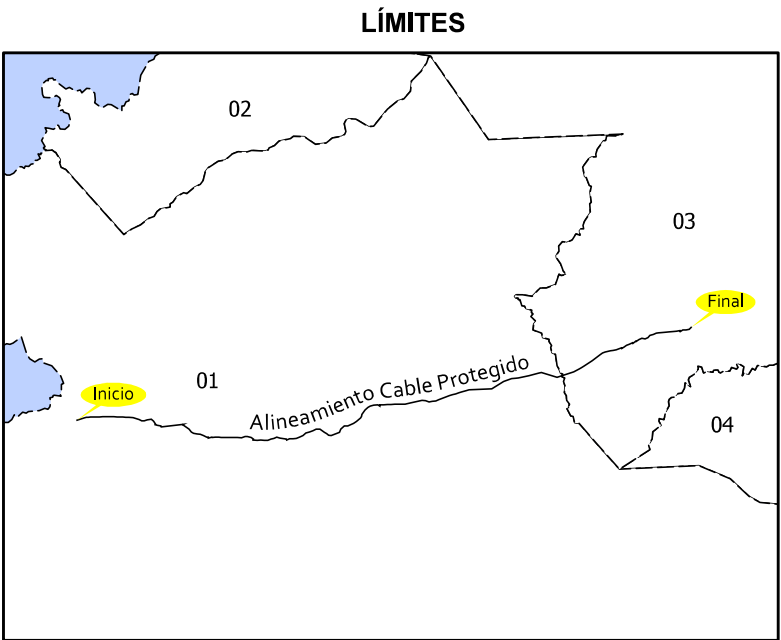 LÍMITES
02
03
Final
01
Inicio
Alineamiento Cable Protegido
04